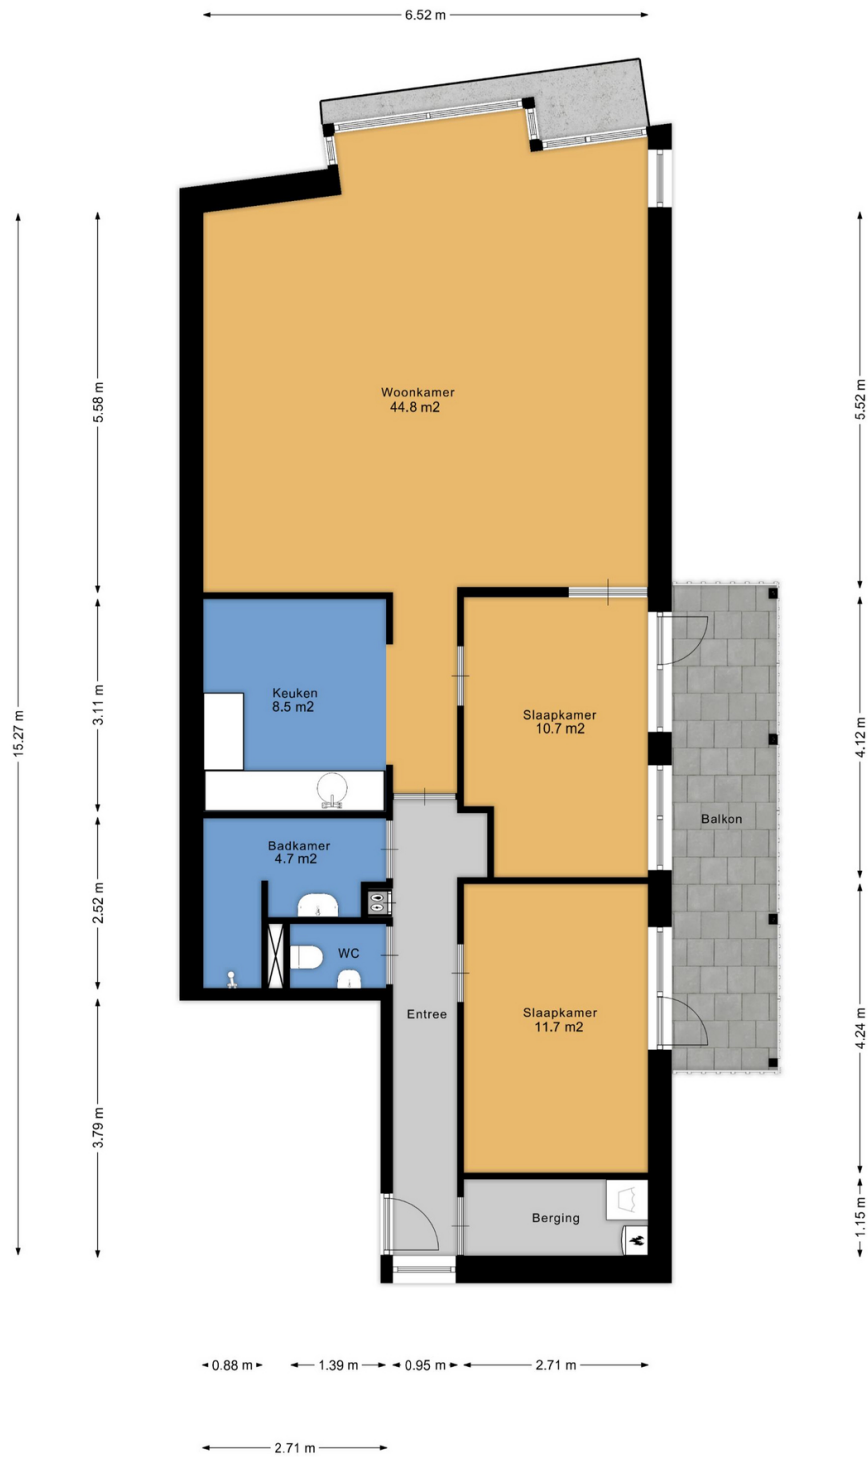 6.52 m
Woonkamer
44.8 m2
5.58 m
5.52 m
15.27 m
Keuken
8.5 m2
3.11 m
Slaapkamer
10.7 m2
4.12 m
Balkon
Badkamer
4.7 m2
2.52 m
WC
Entree
Slaapkamer
11.7 m2
4.24 m
3.79 m
Berging
1.15 m
0.88 m
1.39 m
0.95 m
2.71 m
2.71 m